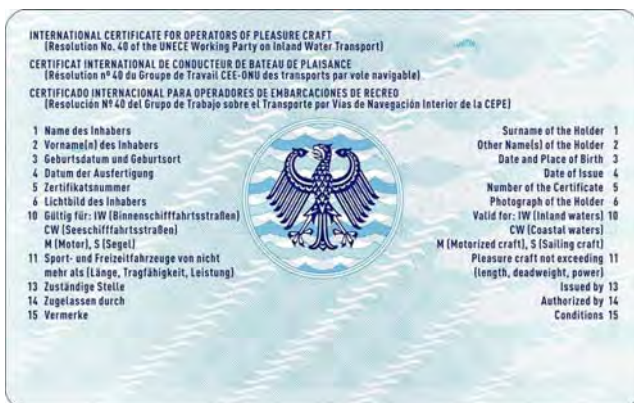 INTERNATIONAL CERTIFICATE FOR OPERATORS OF PLEASURE CRAFT
(Resolution No. 40 of the UNECE Working Party on Inland Water Transport)
CERTIFICAT INTERNATIONAL DE CONDUCTEUR DE BATEAU DE PLAISANCE
(Résolution nº 40 du Groupe de Travail CEE-ONU des transports par voie navigable)
CERTIFICADO INTERNACIONAL PARA OPERADORES DE EMBARCACIONES DE RECREO
(Resolución Nº 40 del Grupo de Trabajo sobre el Transporte por Vías de Navegación Interior de la CEPE)
1 Name des Inhabers
2 Vorname(n) des Inhabers
3 Geburtsdatum und Geburtsort
4 Datum der Ausfertigung
5 Zertifikatsnummer
6 Lichtbild des Inhabers
10 Gültig für: IW (Binnenschifffahrtsstraßen)
CW (Seeschifffahrtsstraßen)
M (Motor), S (Segel)
11 Sport- und Freizeitfahrzeuge von nicht
mehr als (Länge, Tragfähigkeit, Leistung)
13 Zuständige Stelle
14 Zugelassen durch
15 Vermerke
Surname of the Holder 1
Other Name(s) of the Holder 2
Date and Place of Birth 3
Date of Issue 4
Number of the Certificate 5
Photograph of the Holder 6
Valid for: IW (Inland waters) 10
CW (Coastal waters)
M (Motorized craft), S (Sailing craft)
Pleasure craft not exceeding 11
(length, deadweight, power)
Issued by 13
Authorized by 14
Conditions 15